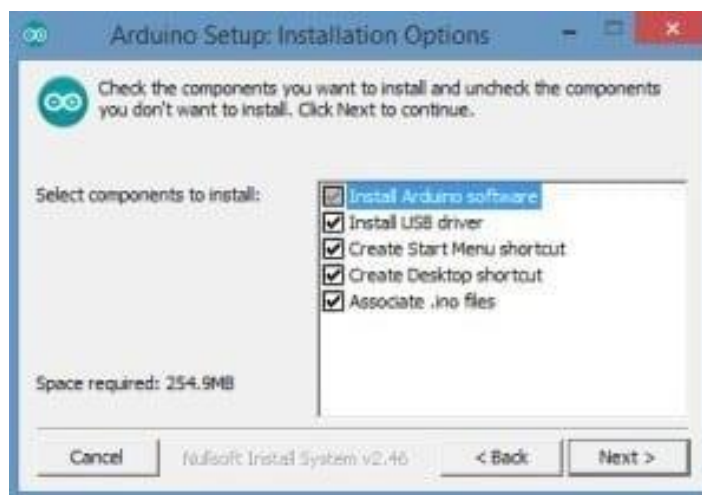 Arduino Setup: Installation Options
Check the components you want to install and uncheck the components
you don't want to install. Click Next to continue.
Select components to install:
Install Arduino software
Install USB driver
Create Start Menu shortcut
Create Desktop shortcut
Associate .ino files
Space required: 254.9MB
Cancel
Nullsoft Install System v2.46
< Back
Next >